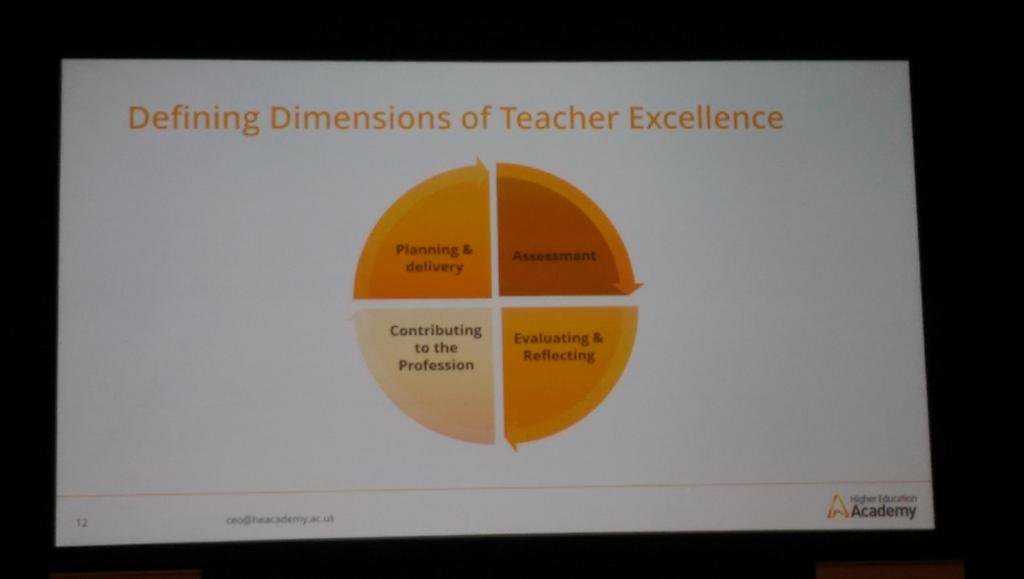 Defining Dimensions of Teacher Excellence
Planning &
delivery
Assessment
Contributing
to the
Profession
Evaluating &
Reflecting
12
ceo@heacademy.ac.uk
Higher Education
Academy